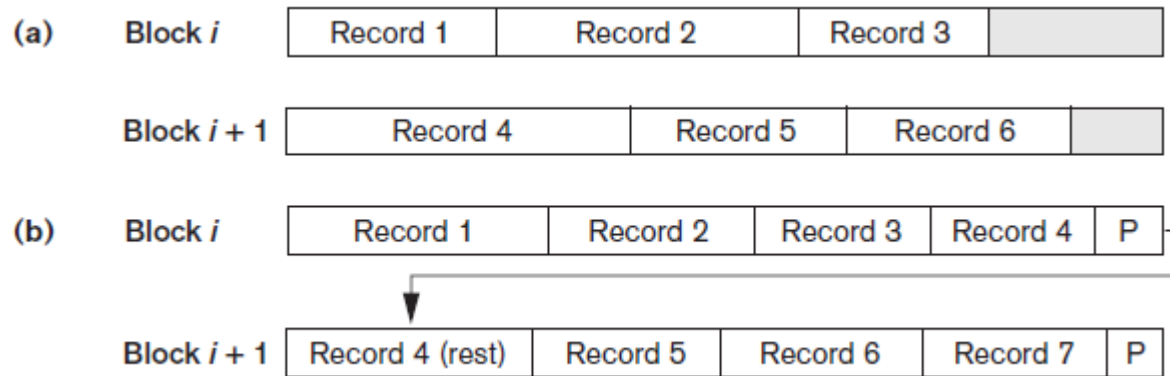 (a) Block i Record 1 Record 2 Record 3
Block i + 1 Record 4 Record 5 Record 6
(b) Block i Record 1 Record 2 Record 3 Record 4 P
Block i + 1 Record 4 (rest) Record 5 Record 6 Record 7 P